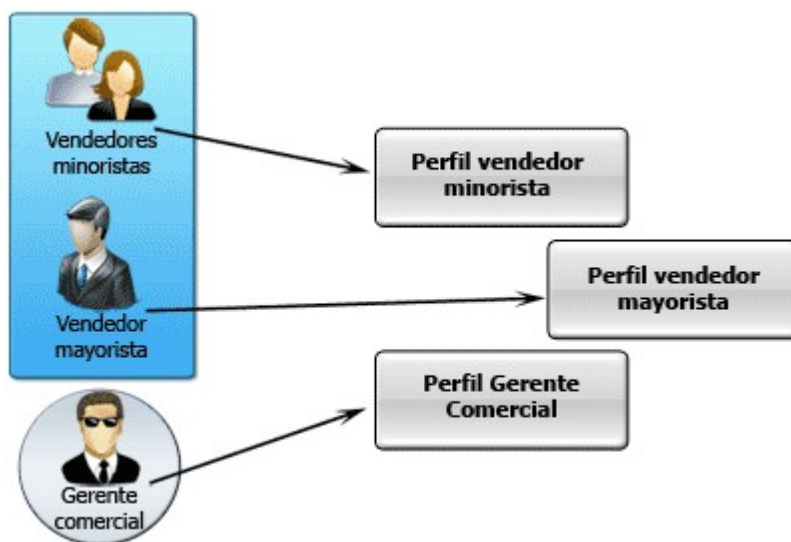 Vendedores
minoristas
Perfil vendedor
minorista
Vendedor
mayorista
Perfil vendedor
mayorista
Gerente
comercial
Perfil Gerente
Comercial